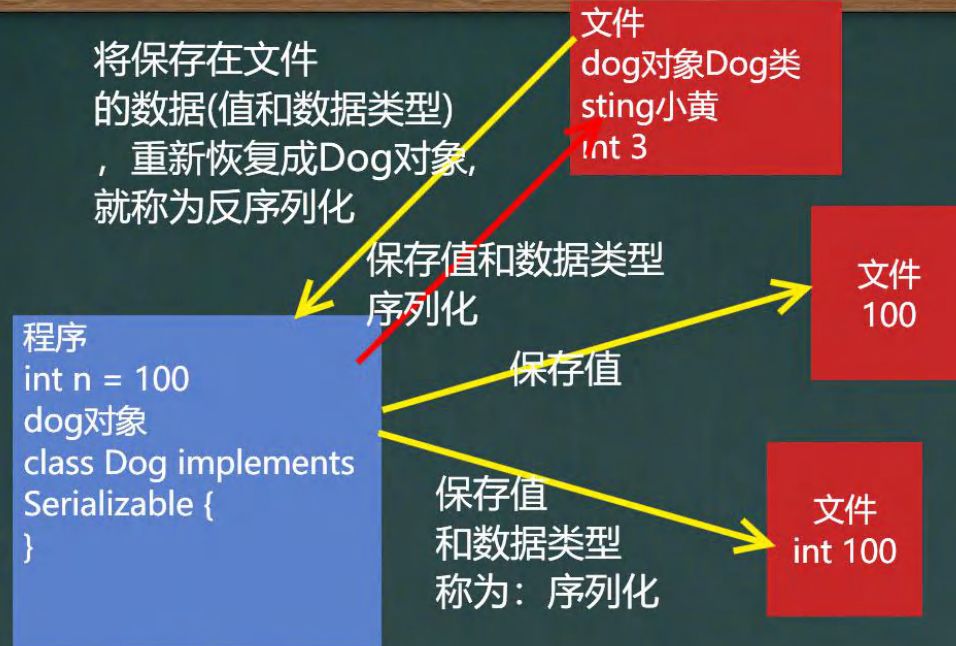 将保存在文件
的数据(值和数据类型)
，重新恢复成Dog对象,
就称为反序列化
文件
dog对象Dog类
sting小黄
int 3
保存值和数据类型
序列化
文件
100
保存值
程序
int n = 100
dog对象
class Dog implements
Serializable {
}
保存值
和数据类型
称为：序列化
文件
int 100